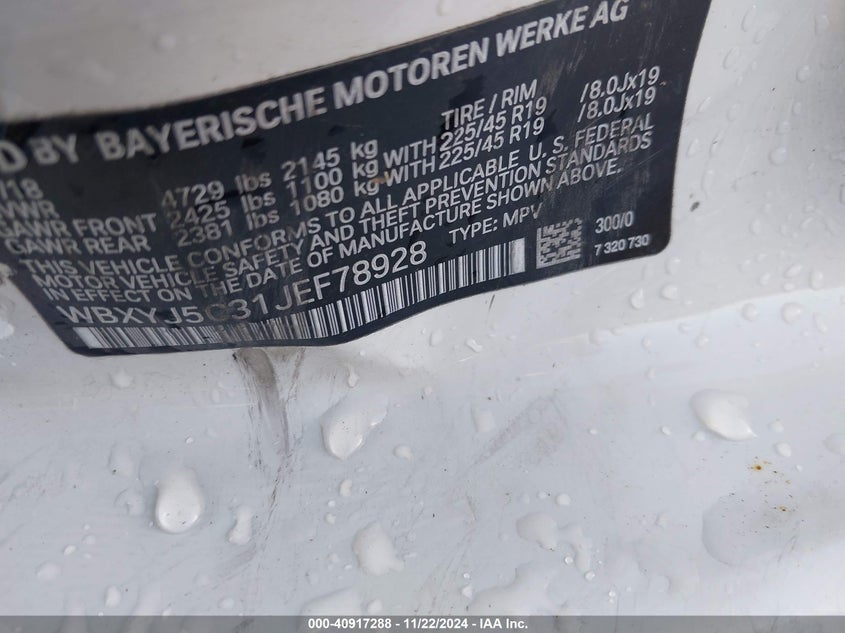 D BY BAYERISCHE MOTOREN WERKE AG
/18
TIRE / RIM
VWR 4729 lbs 2145 kg
GAWR FRONT 2425 lbs 1100 kg WITH 225/45 R19 /8.0Jx19
GAWR REAR 2381 lbs 1080 kg WITH 225/45 R19 /8.0Jx19
THIS VEHICLE CONFORMS TO ALL APPLICABLE U. S. FEDERAL
MOTOR VEHICLE SAFETY AND THEFT PREVENTION STANDARDS
IN EFFECT ON THE DATE OF MANUFACTURE SHOWN ABOVE.
WBXYJ5C31JEF78928 TYPE: MPV
300/0
7 320 730
000-40917288 - 11/22/2024 - IAA Inc.